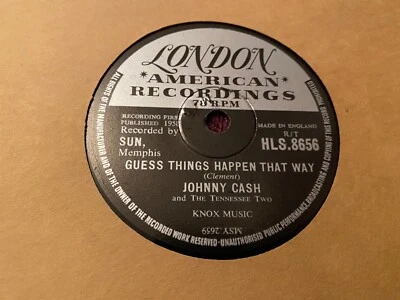 LONDON
"AMERICAN"
RECORDINGS
78 RPM
RECORDING FIRST
PUBLISHED 1958
Recorded by
SUN,
Memphis
MADE IN ENGLAND
R/T
HLS.8656
GUESS THINGS HAPPEN THAT WAY
(Clement)
JOHNNY CASH
and THE TENNESSEE TWO
KNOX MUSIC
MSY.2659
ALL RIGHTS OF THE MANUFACTURER AND OF THE OWNER OF THE RECORDED WORK RESERVED·UNAUTHORISED PUBLIC PERFORMANCE, BROADCASTING AND COPYING OF THIS RECORD PROHIBITED